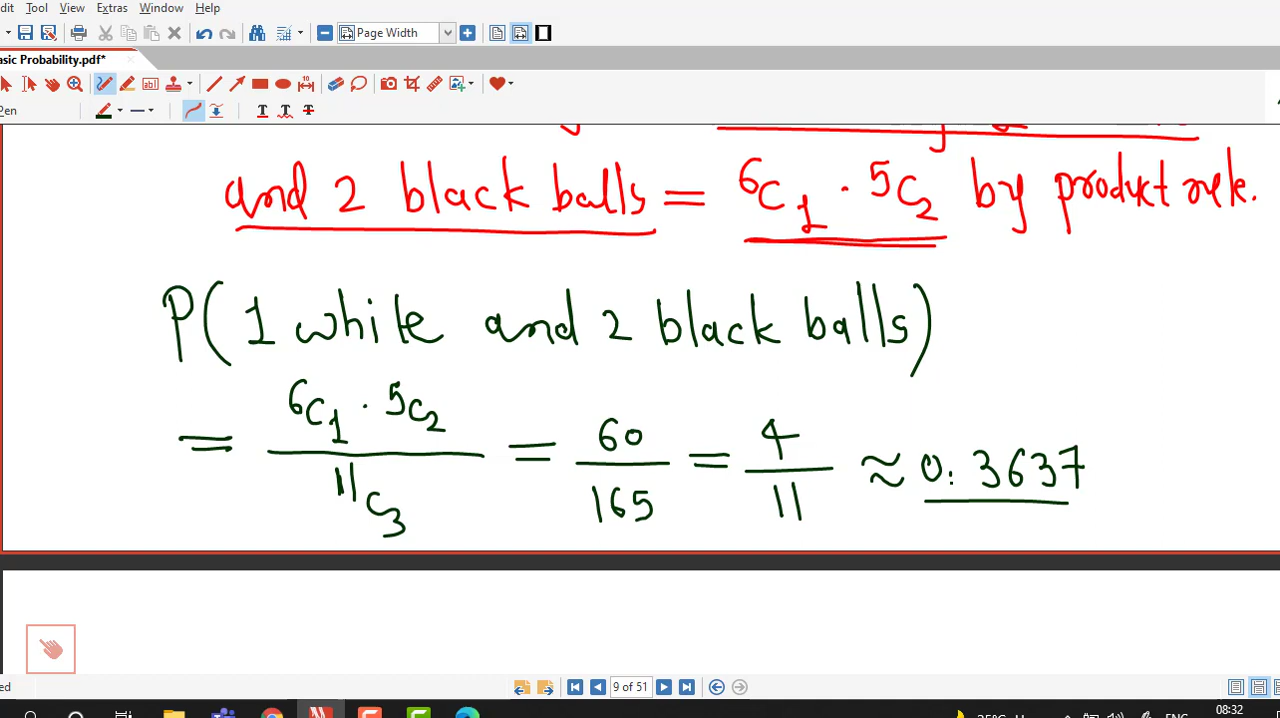 dit Tool View Extras Window Help
Page Width
asic Probability.pdf*
Pen
and 2 black balls = ⁶C₁ · ⁵C₂ by product rule.
P(1 white and 2 black balls)
= ⁶C₁ · ⁵C₂ / ¹¹C₃ = 60/165 = 4/11 ≈ 0.3637
ed 9 of 51
ENG 08:32